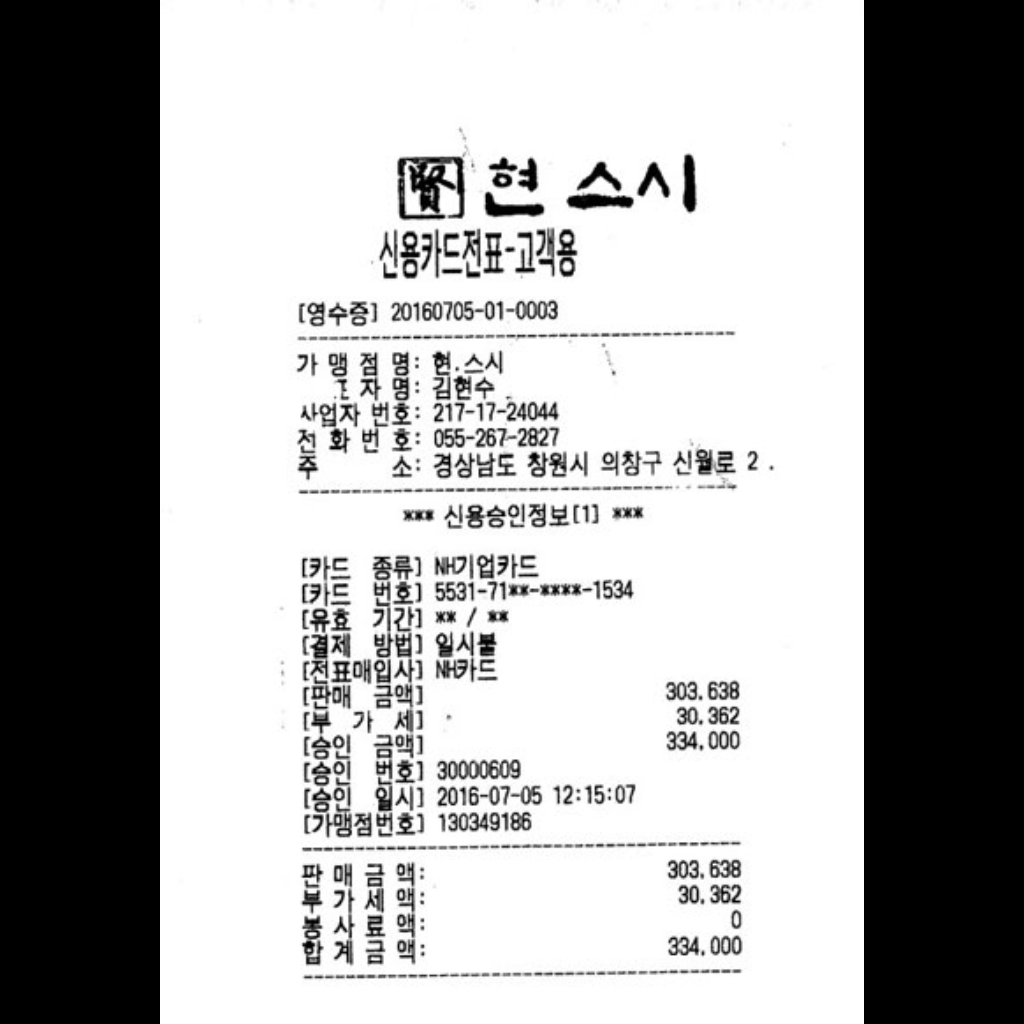 賢 현 스시
신용카드전표-고객용
[영수증] 20160705-01-0003
가 맹 점 명: 현.스시
자 명: 김현수
사업자 번호: 217-17-24044
전 화 번 호: 055-267-2827
주 소: 경상남도 창원시 의창구 신월로 2 .
*** 신용승인정보[1] ***
[카드 종류] NH기업카드
[카드 번호] 5531-71**-****-1534
[유효 기간] ** / **
[결제 방법] 일시불
[전표매입사] NH카드
[판매 금액] 303,638
[부 가 세] 30,362
[승인 금액] 334,000
[승인 번호] 30000609
[승인 일시] 2016-07-05 12:15:07
[가맹점번호] 130349186
판 매 금 액: 303,638
부 가 세 액: 30,362
봉 사 료 액: 0
합 계 금 액: 334,000